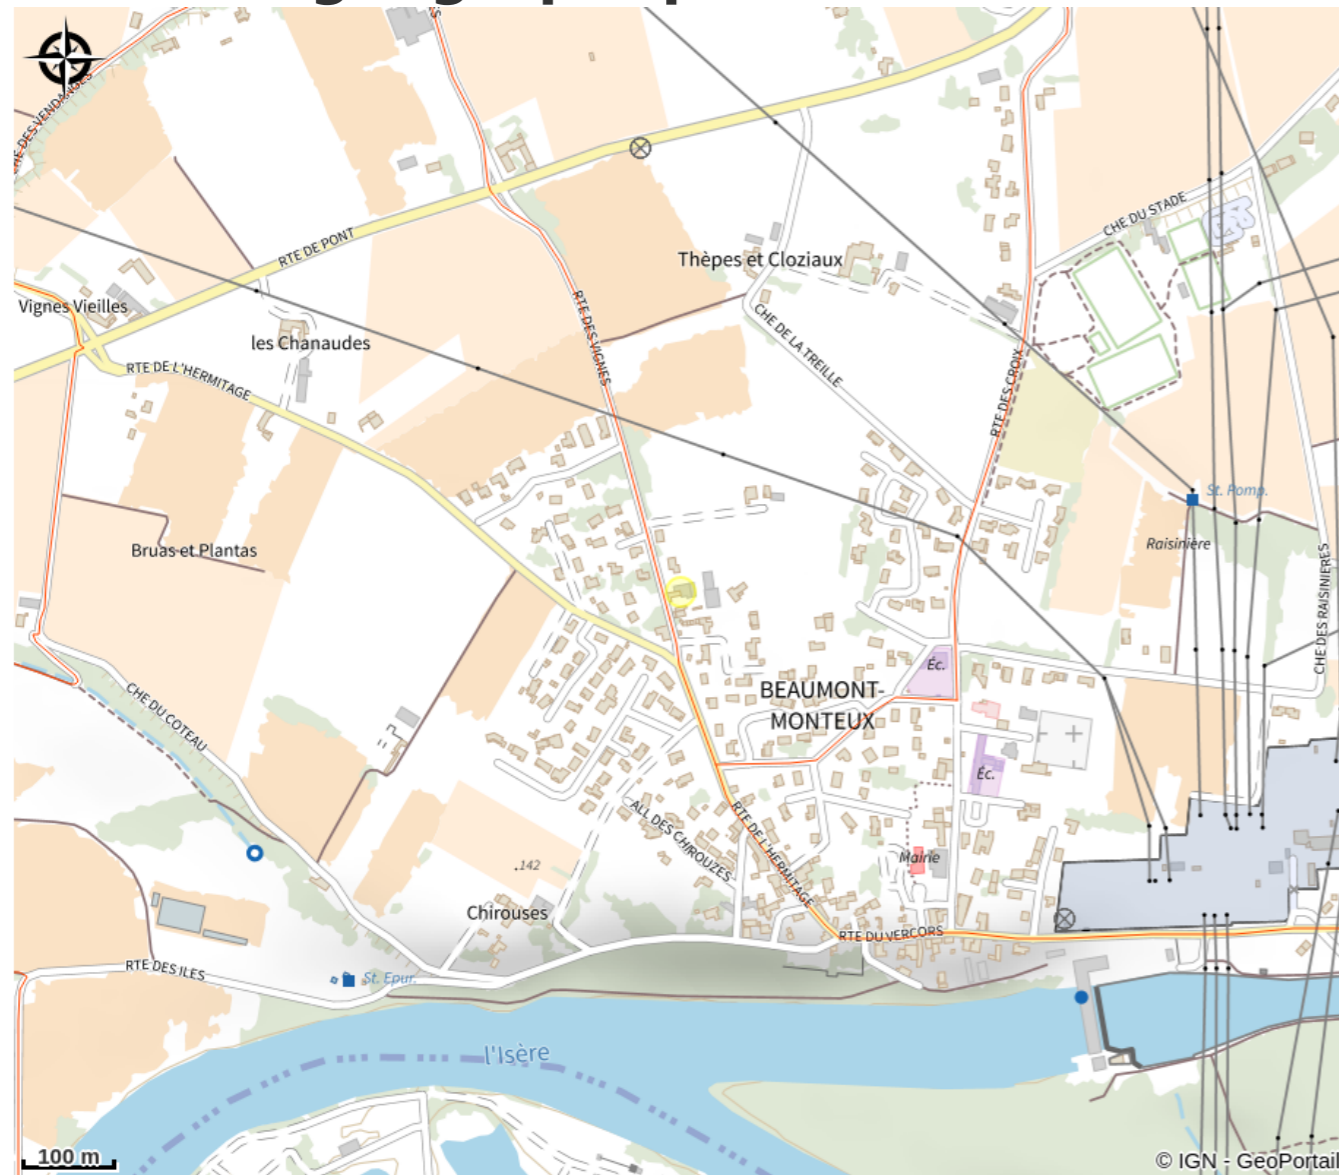 CHE DES VENDANGES
CHE DU STADE
RTE DE PONT
Thèpes et Cloziaux
Vignes Vieilles
RTE DES VIGNES
CHE DE LA TREILLE
les Chanaudes
RTE DE L'HERMITAGE
RTE DES CROIX
St. Pomp.
Raisinière
Bruas et Plantas
CHE DES RAISINIERES
Éc.
BEAUMONT-
MONTEUX
CHE DU COTEAU
Éc.
ALL DES CHIROUZES
RTE DE L'HERMITAGE
Mairie
.142
Chirouses
RTE DU VERCORS
RTE DES ILES
St. Epur.
l'Isère
100 m
© IGN - GeoPortail